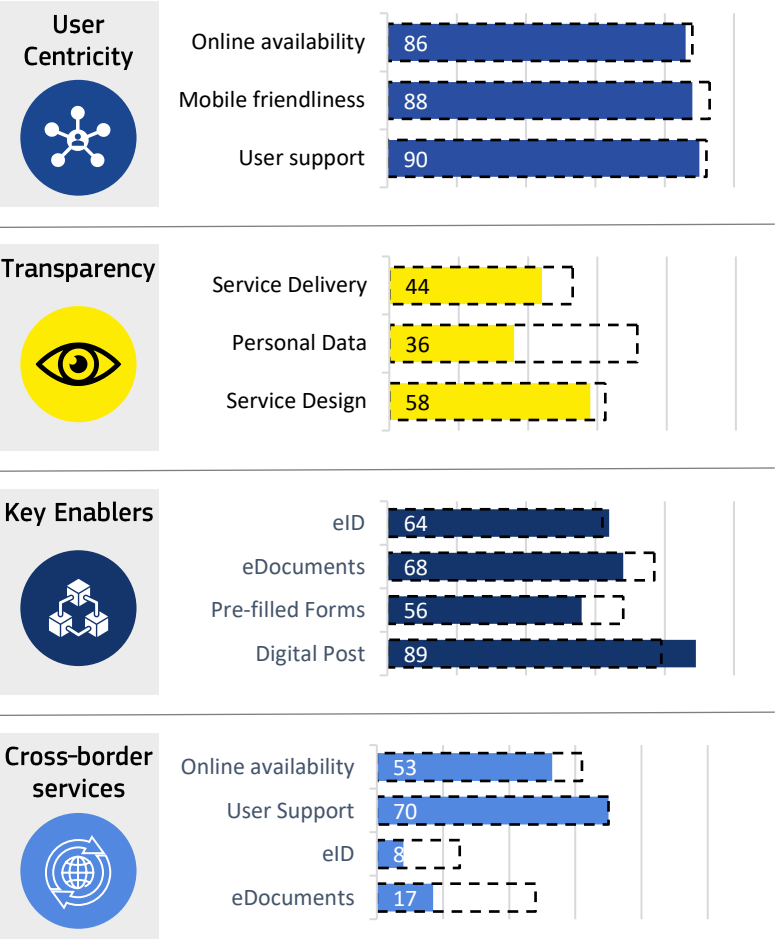 User
Centricity
Online availability
86
Mobile friendliness
88
User support
90
Transparency
Service Delivery
44
Personal Data
36
Service Design
58
Key Enablers
eID
64
eDocuments
68
Pre-filled Forms
56
Digital Post
89
Cross-border
services
Online availability
53
User Support
70
eID
8
eDocuments
17